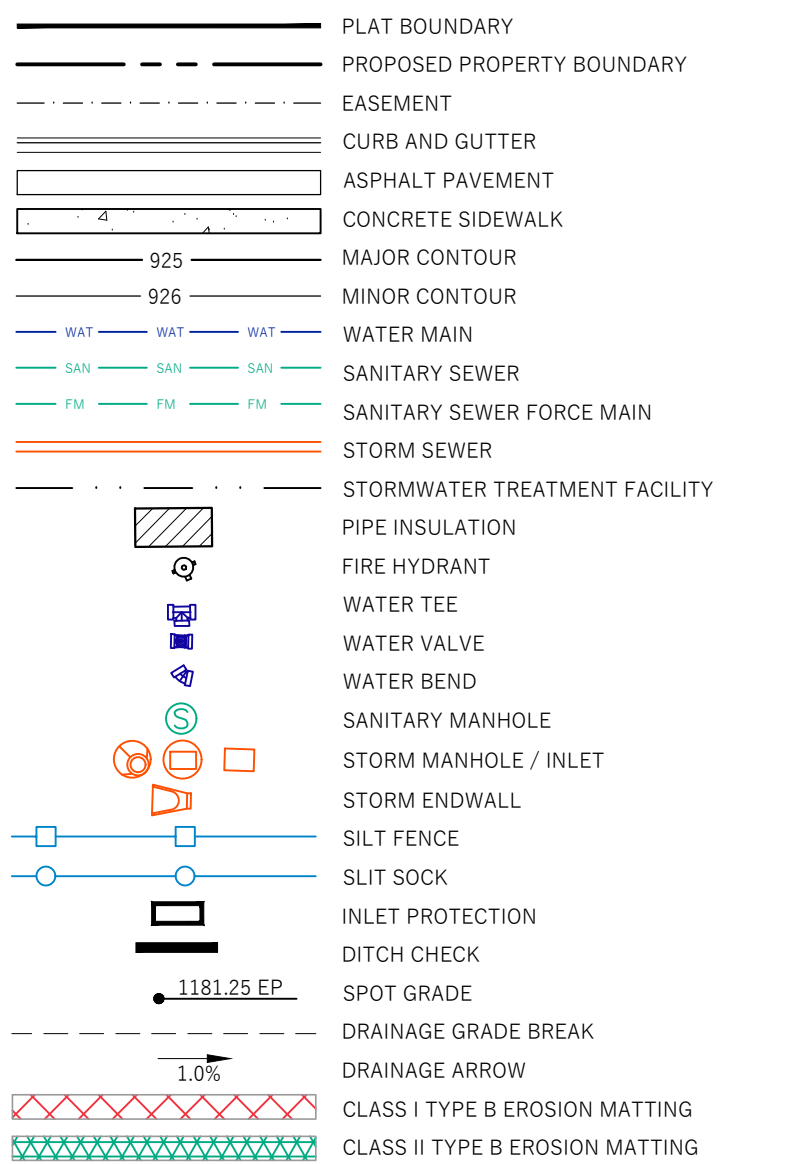 PLAT BOUNDARY
PROPOSED PROPERTY BOUNDARY
EASEMENT
CURB AND GUTTER
ASPHALT PAVEMENT
CONCRETE SIDEWALK
925 MAJOR CONTOUR
926 MINOR CONTOUR
WAT WAT WAT WATER MAIN
SAN SAN SAN SANITARY SEWER
FM FM FM SANITARY SEWER FORCE MAIN
STORM SEWER
STORMWATER TREATMENT FACILITY
PIPE INSULATION
FIRE HYDRANT
WATER TEE
WATER VALVE
WATER BEND
S SANITARY MANHOLE
STORM MANHOLE / INLET
STORM ENDWALL
SILT FENCE
SLIT SOCK
INLET PROTECTION
DITCH CHECK
1181.25 EP SPOT GRADE
DRAINAGE GRADE BREAK
1.0% DRAINAGE ARROW
CLASS I TYPE B EROSION MATTING
CLASS II TYPE B EROSION MATTING